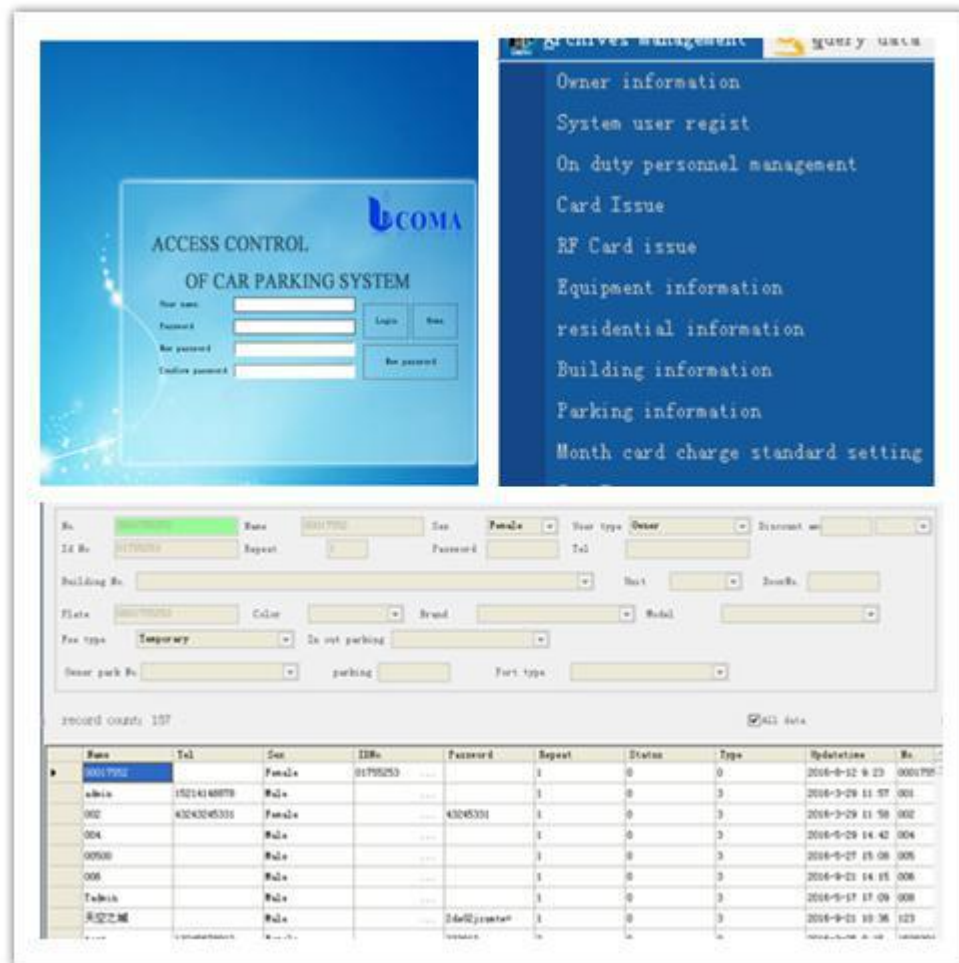 UCOMA
ACCESS CONTROL
OF CAR PARKING SYSTEM
User name
Password
New password
Confirm password
Login
New password
archives management
query data
Owner information
System user regist
On duty personnel management
Card Issue
RF Card issue
Equipment information
residential information
Building information
Parking information
Month card charge standard setting
No. Name Sex Female User type Owner Discount
Id No Repeat Password Tel
Building No. Unit DoorNo.
Plate Color Brand Model
Fee type Temporary In out parking
Owner park No parking Port type
record count: 157 All data
Name Tel Sex IDNo Password Repeat Status Type Updatetime No.
00017552 Female 01755253 ... 1 0 0 2016-8-12 9:23
admin 15214148878 Male ... 1 0 3 2016-3-29 11:57 001
002 43243245331 Female ... 43245331 1 0 3 2016-3-29 11:58 002
004 Male ... 1 0 3 2016-5-29 14:42 004
00500 Male ... 1 0 3 2016-5-27 15:08 005
006 Male ... 1 0 3 2016-9-21 14:15 006
Tadmin Male ... 1 0 3 2016-5-17 17:09 008
天空之城 Male ... 1 0 3 2016-9-21 10:36 123